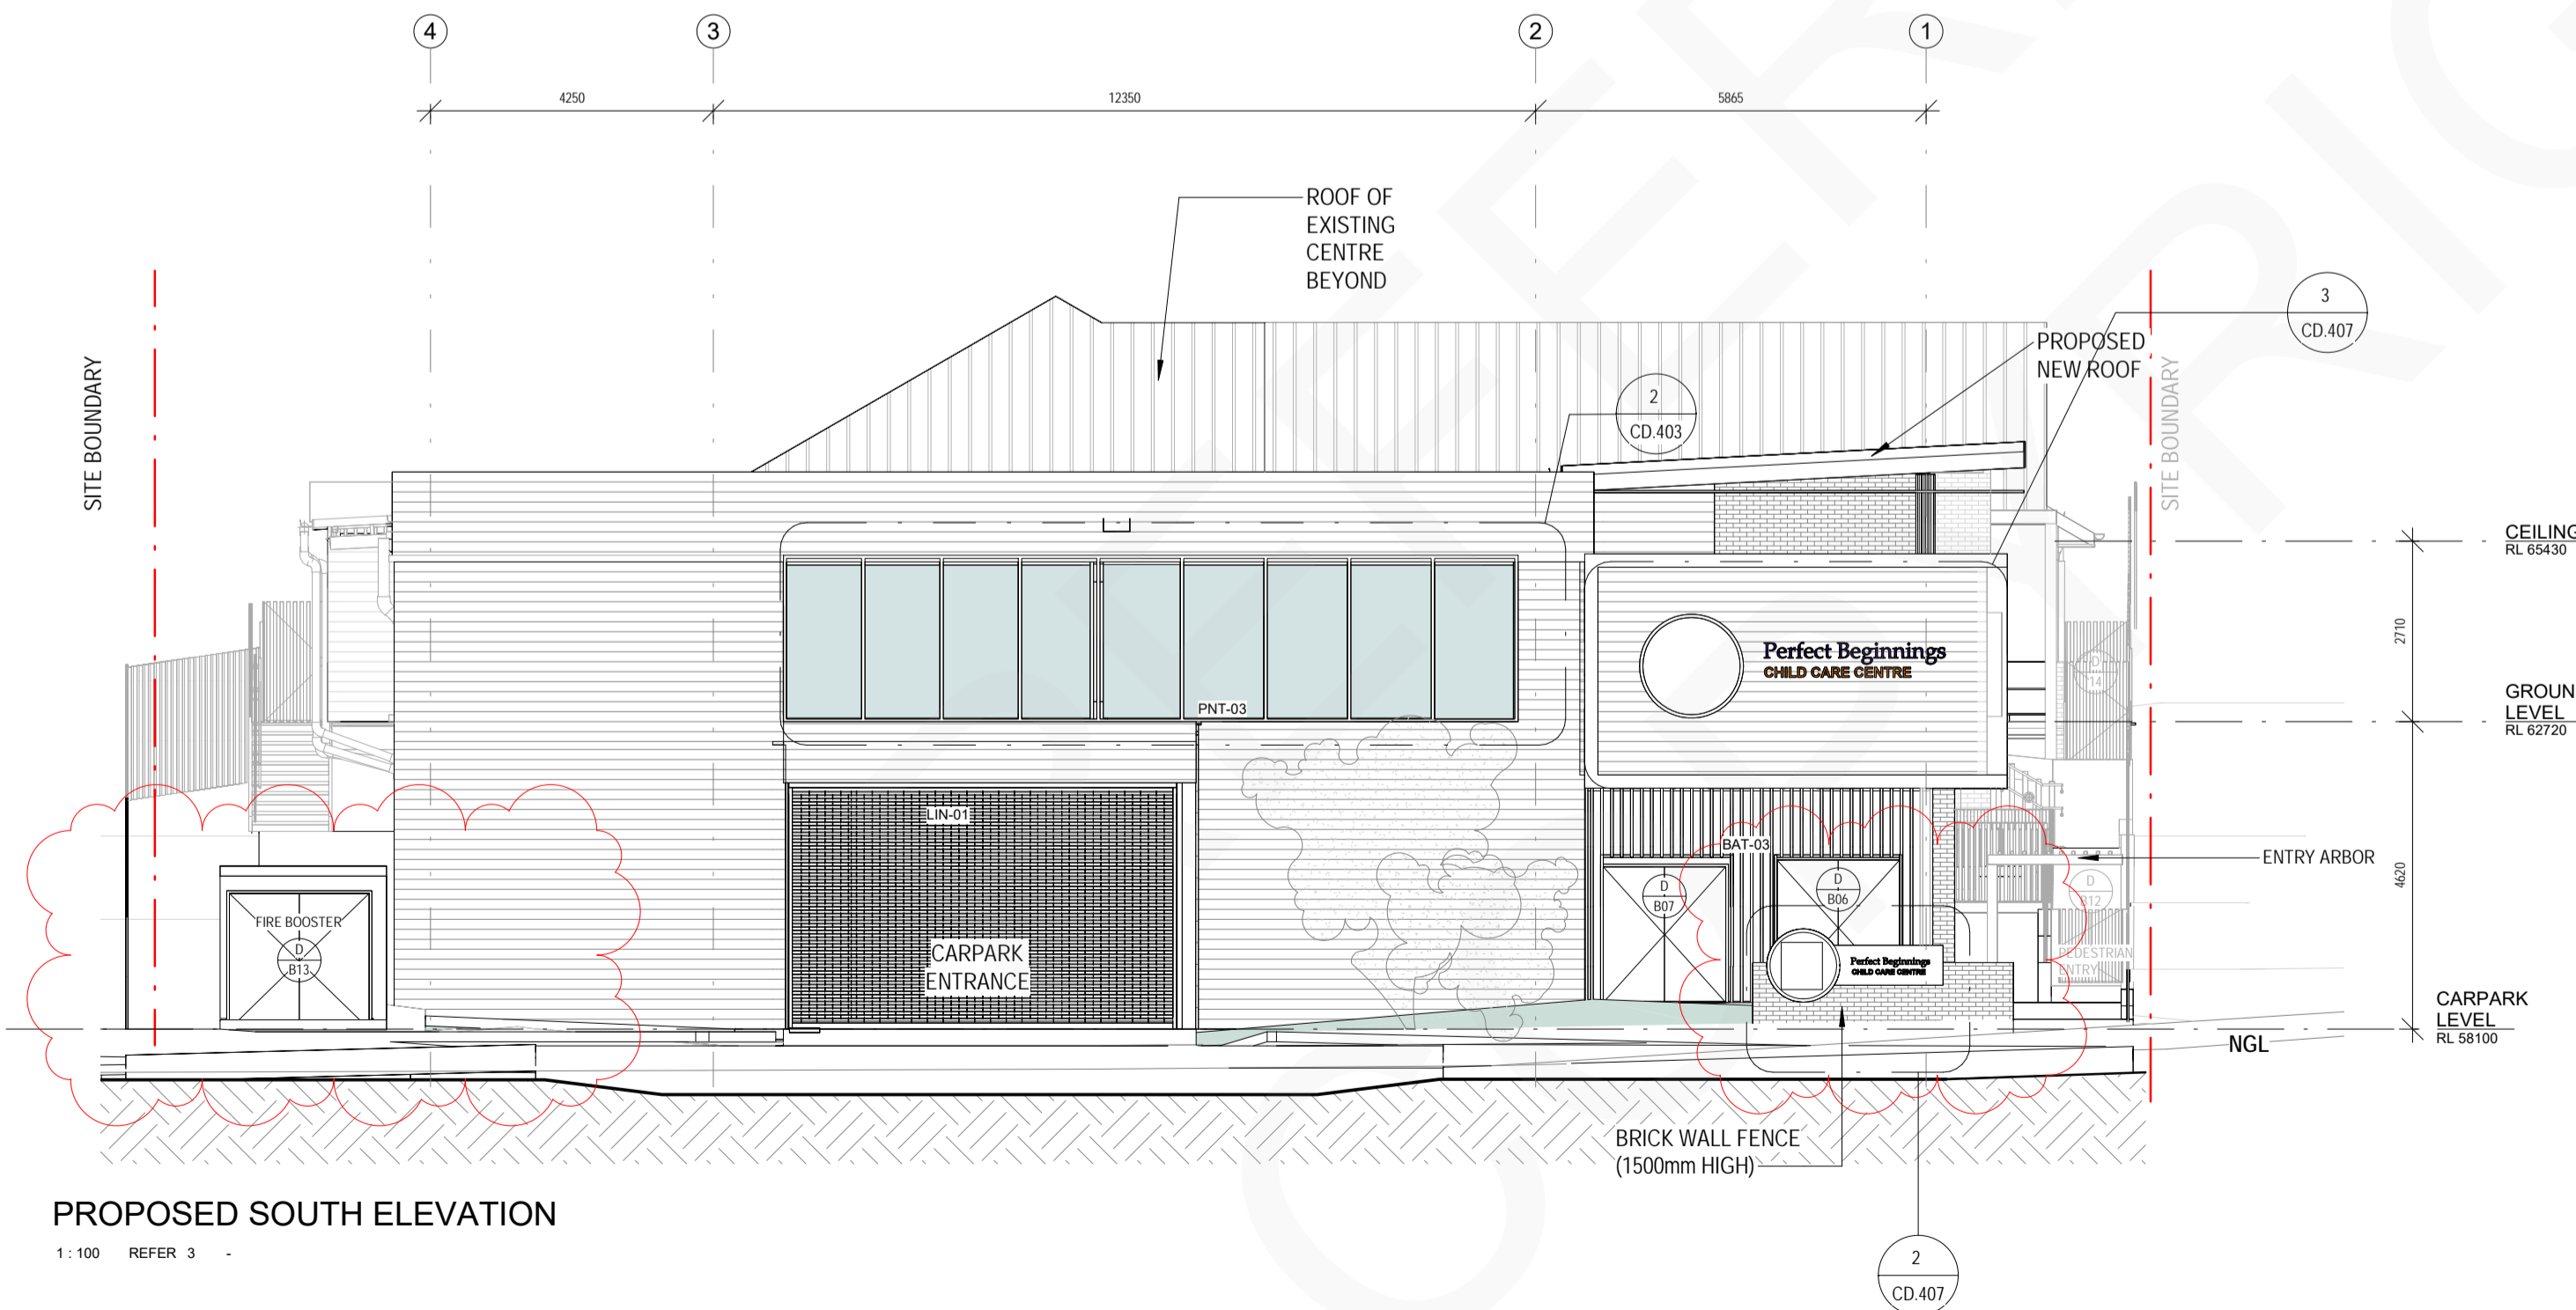 4
3
2
1
4250
12350
5865
ROOF OF
EXISTING
CENTRE
BEYOND
3
CD.407
PROPOSED
NEW ROOF
2
CD.403
SITE BOUNDARY
SITE BOUNDARY
CEILING
RL 65430
2710
Perfect Beginnings
CHILD CARE CENTRE
D
14
PNT-03
GROUN
LEVEL
RL 62720
LIN-01
BAT-03
ENTRY ARBOR
4620
D
B07
D
B06
D
B12
FIRE BOOSTER
D
B13
CARPARK
ENTRANCE
Perfect Beginnings
CHILD CARE CENTRE
PEDESTRIAN
ENTRY
CARPARK
LEVEL
RL 58100
NGL
BRICK WALL FENCE
(1500mm HIGH)
PROPOSED SOUTH ELEVATION
1 : 100 REFER 3 -
2
CD.407